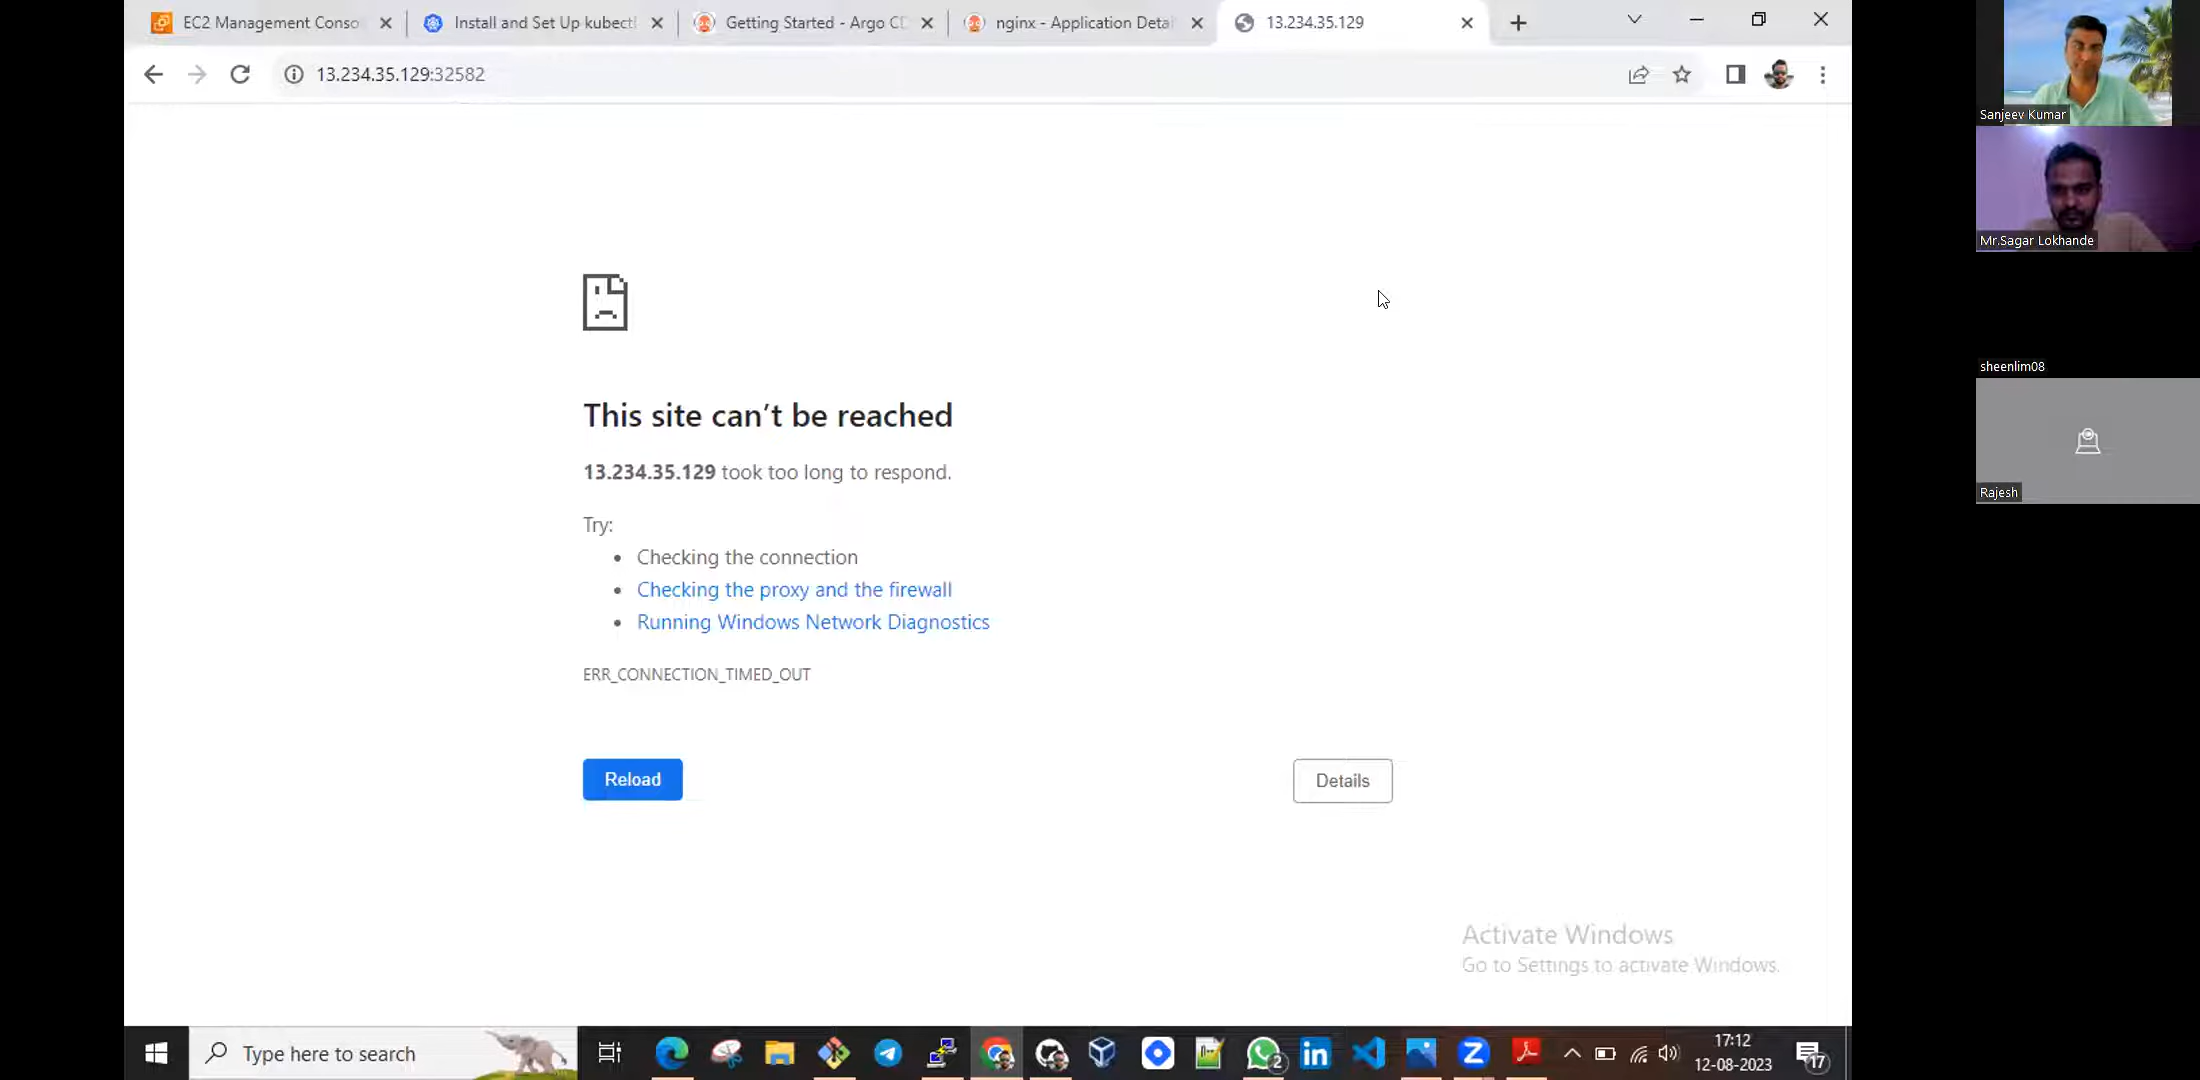 EC2 Management Conso
Install and Set Up kubectl
Getting Started - Argo CD
nginx - Application Detai
13.234.35.129
13.234.35.129:32582
This site can’t be reached
13.234.35.129 took too long to respond.
Try:
Checking the connection
Checking the proxy and the firewall
Running Windows Network Diagnostics
ERR_CONNECTION_TIMED_OUT
Reload
Details
Activate Windows
Go to Settings to activate Windows.
Type here to search
2
17:12
12-08-2023
17
Sanjeev Kumar
Mr.Sagar Lokhande
sheenlim08
Rajesh